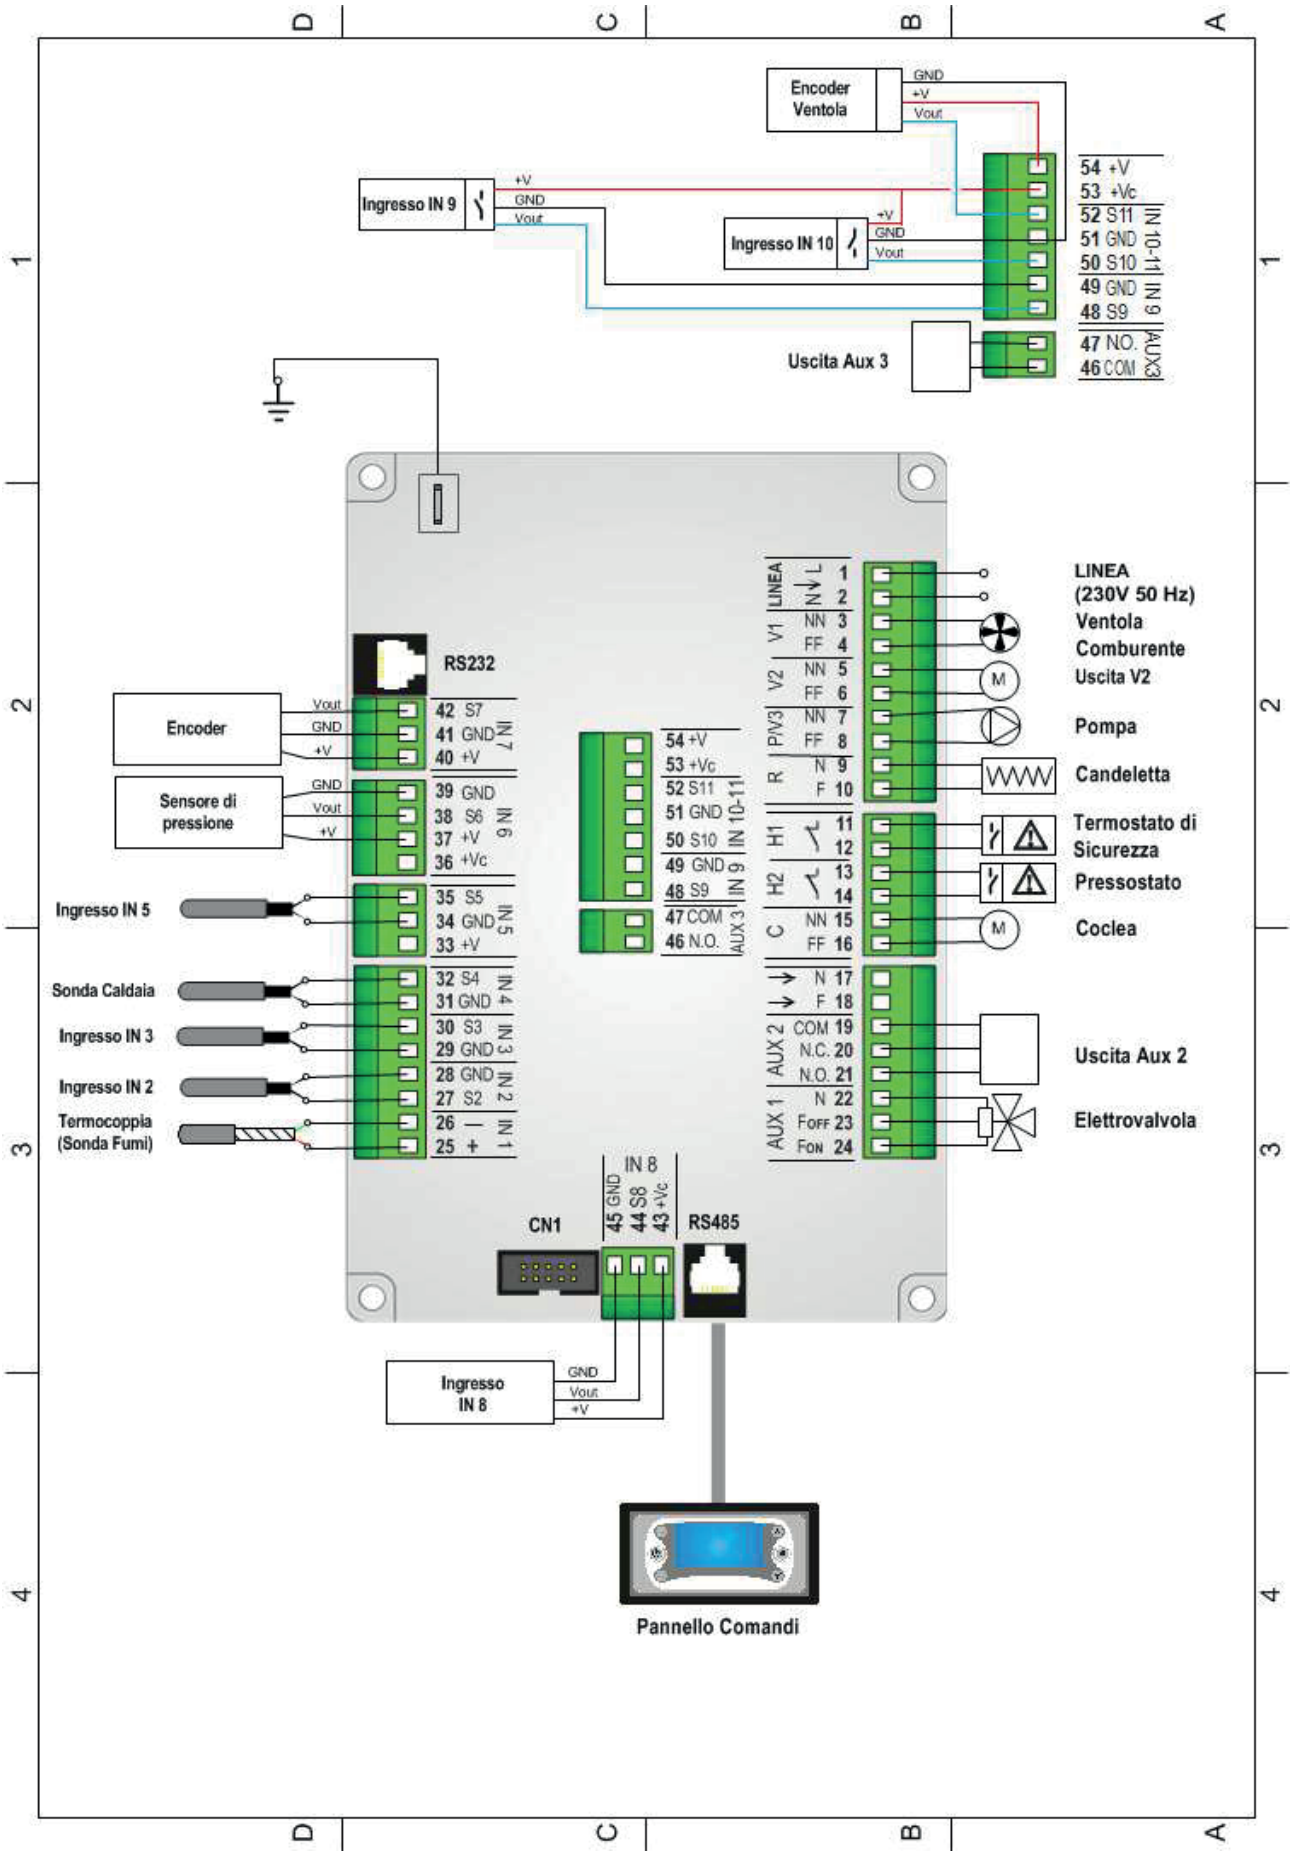 D C B A
Encoder
Ventola
GND
+V
Vout
54 +V
53 +Vc
52 S11
51 GND
50 S10
IN 10-11
49 GND
48 S9
IN 9
47 N.O.
46 COM
AUX3
Ingresso IN 9
+V
GND
Vout
Ingresso IN 10
+V
GND
Vout
1
1
Uscita Aux 3
LINEA
L
N
1
2
V1
NN 3
FF 4
V2
NN 5
FF 6
P/V3
NN 7
FF 8
R
N 9
F 10
H1
11
12
H2
13
14
C
NN 15
FF 16
N 17
F 18
AUX 2
COM 19
N.C. 20
N.O. 21
AUX 1
N 22
FOFF 23
FON 24
LINEA
(230V 50 Hz)
Ventola
Comburente
M
Uscita V2
Pompa
Candeletta
Termostato di
Sicurezza
Pressostato
M
Coclea
Uscita Aux 2
Elettrovalvola
2
2
RS232
Encoder
Vout
GND
+V
42 S7
41 GND
40 +V
IN 7
Sensore di
pressione
GND
Vout
+V
39 GND
38 S6
37 +V
36 +Vc
IN 6
Ingresso IN 5
35 S5
34 GND
33 +V
IN 5
Sonda Caldaia
32 S4
31 GND
IN 4
Ingresso IN 3
30 S3
29 GND
IN 3
Ingresso IN 2
28 GND
27 S2
IN 2
Termocoppia
(Sonda Fumi)
26 —
25 +
IN 1
54 +V
53 +Vc
52 S11
51 GND
50 S10
IN 10-11
49 GND
48 S9
IN 9
47 COM
46 N.O.
AUX 3
3
3
IN 8
45 GND
44 S8
43 +Vc
CN1
RS485
Ingresso
IN 8
GND
Vout
+V
4
4
Pannello Comandi
D C B A